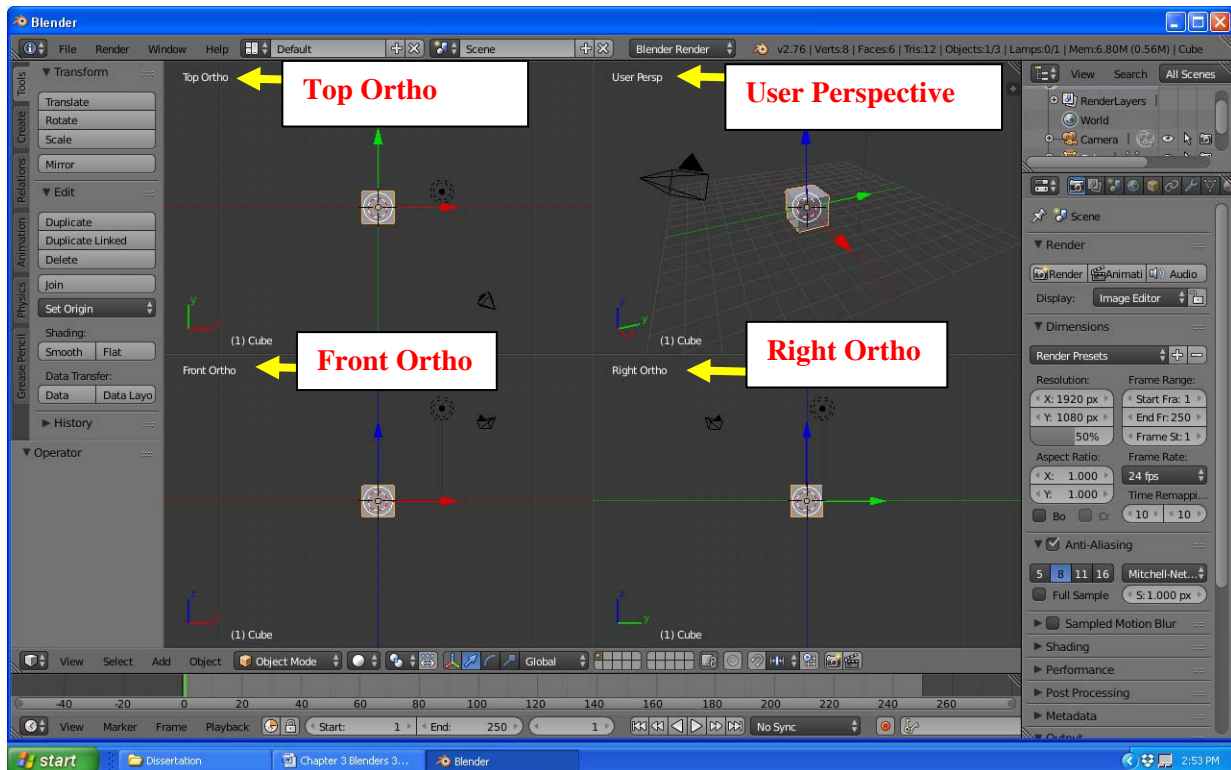 Blender
File Render Window Help Default Scene Blender Render v2.76 | Verts:8 | Faces:6 | Tris:12 | Objects:1/3 | Lamps:0/1 | Mem:6.80M (0.56M) | Cube
Tools
Create
Relations
Animation
Physics
Grease Pencil
Transform
Translate
Rotate
Scale
Mirror
Edit
Duplicate
Duplicate Linked
Delete
Join
Set Origin
Shading:
Smooth Flat
Data Transfer:
Data Data Layo
History
Operator
Top Ortho
Top Ortho
y
x
(1) Cube
User Persp
User Perspective
z
y
(1) Cube
Front Ortho
Front Ortho
z
x
(1) Cube
Right Ortho
Right Ortho
z
y
(1) Cube
View Search All Scenes
RenderLayers
World
Camera
Scene
Render
Render Animati Audio
Display: Image Editor
Dimensions
Render Presets
Resolution: Frame Range:
X: 1920 px Start Fra: 1
Y: 1080 px End Fr: 250
50% Frame St: 1
Aspect Ratio: Frame Rate:
X: 1.000 24 fps
Y: 1.000 Time Remappi...
Bo Cr 10 10
Anti-Aliasing
5 8 11 16 Mitchell-Net...
Full Sample S: 1.000 px
Sampled Motion Blur
Shading
Performance
Post Processing
Metadata
Output
View Select Add Object Object Mode Global
-40 -20 0 20 40 60 80 100 120 140 160 180 200 220 240 260
View Marker Frame Playback Start: 1 End: 250 1 No Sync
start Dissertation Chapter 3 Blenders 3... Blender 2:53 PM